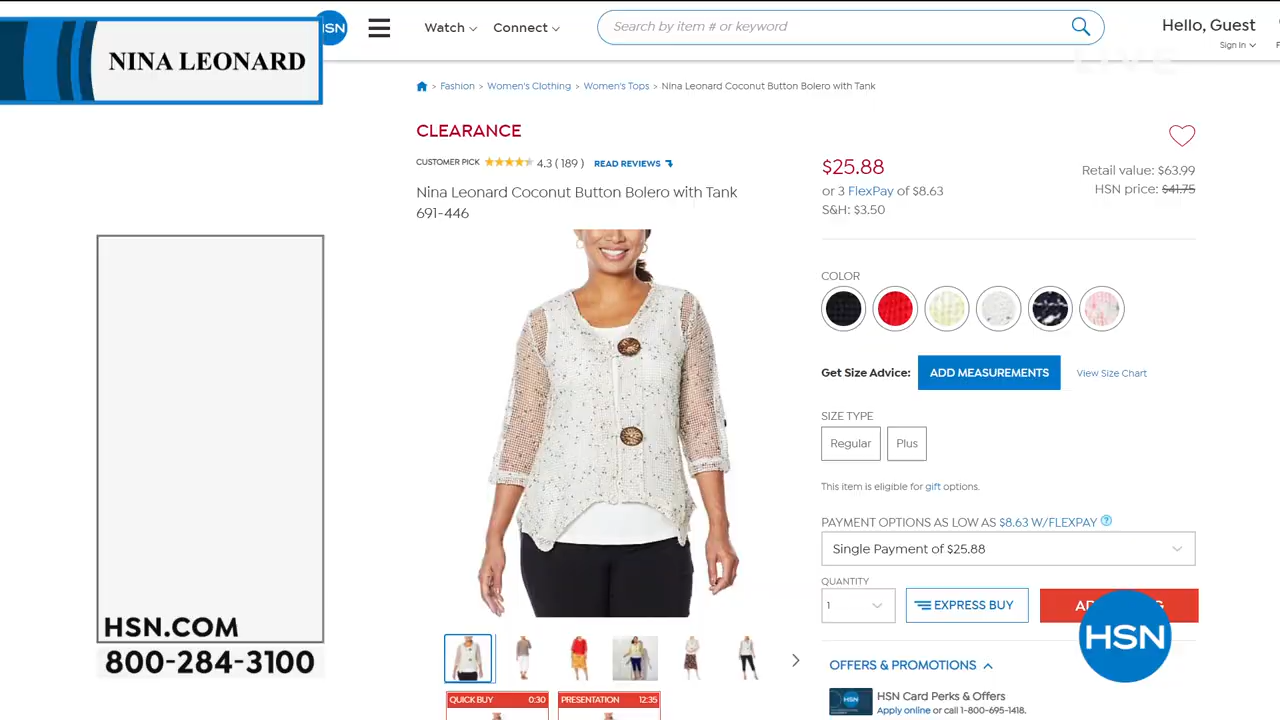 NINA LEONARD
HSN
Watch
Connect
Search by item # or keyword
Hello, Guest
Sign In
LIVE
Fashion > Women's Clothing > Women's Tops > Nina Leonard Coconut Button Bolero with Tank
CLEARANCE
CUSTOMER PICK 4.3 ( 189 ) READ REVIEWS
Nina Leonard Coconut Button Bolero with Tank
691-446
$25.88
or 3 FlexPay of $8.63
S&H: $3.50
Retail value: $63.99
HSN price: $41.75
COLOR
Get Size Advice: ADD MEASUREMENTS View Size Chart
SIZE TYPE
Regular Plus
This item is eligible for gift options.
PAYMENT OPTIONS AS LOW AS $8.63 W/FLEXPAY ?
Single Payment of $25.88
QUANTITY
1
EXPRESS BUY
HSN
OFFERS & PROMOTIONS
HSN
HSN Card Perks & Offers
Apply online or call 1-800-695-1418.
QUICK BUY 0:30
PRESENTATION 12:35
HSN.COM
800-284-3100